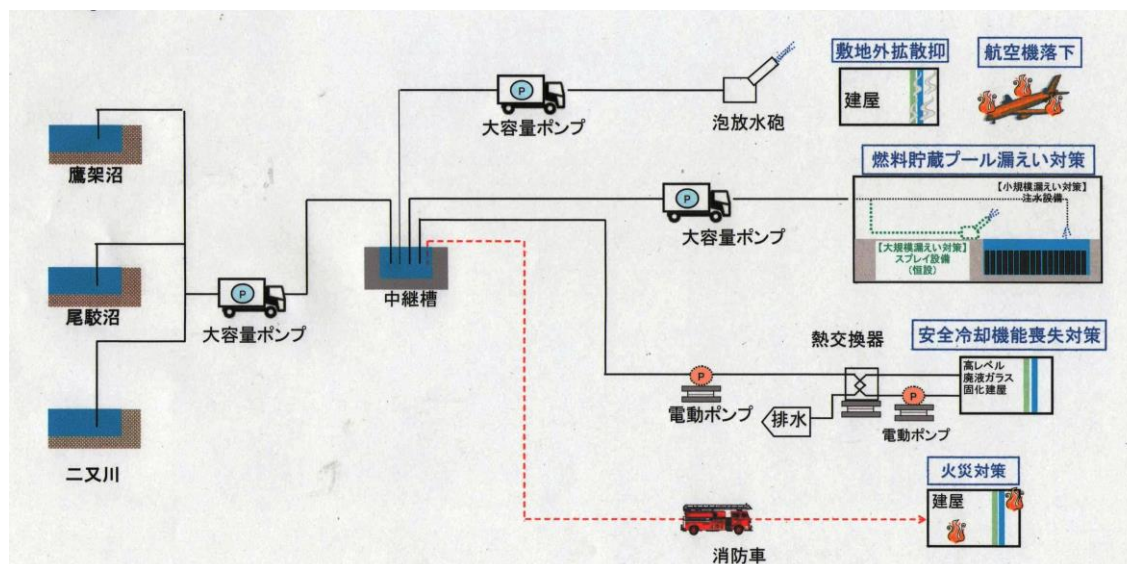 敷地外拡散抑
航空機落下
建屋
P
大容量ポンプ
泡放水砲
鷹架沼
燃料貯蔵プール漏えい対策
【小規模漏えい対策】
注水設備
P
大容量ポンプ
【大規模漏えい対策】
スプレイ設備
(恒設)
尾駮沼
P
大容量ポンプ
中継槽
安全冷却機能喪失対策
熱交換器
高レベル
廃液ガラス
固化建屋
P
電動ポンプ
排水
P
電動ポンプ
二又川
火災対策
建屋
消防車